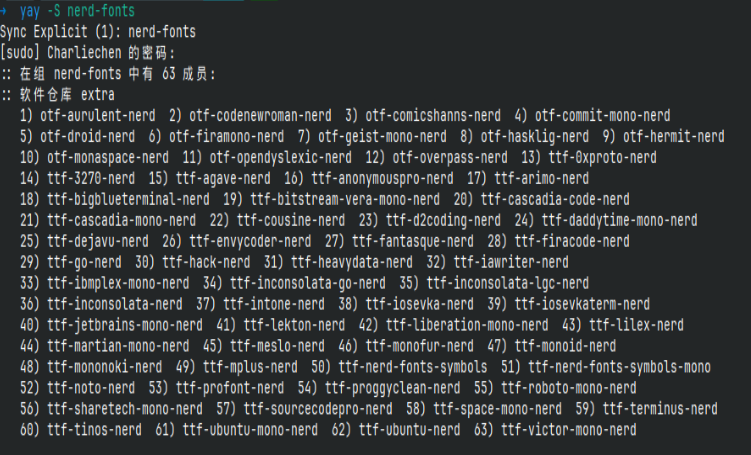 → yay -S nerd-fonts
Sync Explicit (1): nerd-fonts
[sudo] Charliechen 的密码:
:: 在组 nerd-fonts 中有 63 成员:
:: 软件仓库 extra
1) otf-aurulent-nerd 2) otf-codenewroman-nerd 3) otf-comicshanns-nerd 4) otf-commit-mono-nerd
5) otf-droid-nerd 6) otf-firamono-nerd 7) otf-geist-mono-nerd 8) otf-hasklig-nerd 9) otf-hermit-nerd
10) otf-monaspace-nerd 11) otf-opendyslexic-nerd 12) otf-overpass-nerd 13) ttf-0xproto-nerd
14) ttf-3270-nerd 15) ttf-agave-nerd 16) ttf-anonymouspro-nerd 17) ttf-arimo-nerd
18) ttf-bigblueterminal-nerd 19) ttf-bitstream-vera-mono-nerd 20) ttf-cascadia-code-nerd
21) ttf-cascadia-mono-nerd 22) ttf-cousine-nerd 23) ttf-d2coding-nerd 24) ttf-daddytime-mono-nerd
25) ttf-dejavu-nerd 26) ttf-envycoder-nerd 27) ttf-fantasque-nerd 28) ttf-firacode-nerd
29) ttf-go-nerd 30) ttf-hack-nerd 31) ttf-heavydata-nerd 32) ttf-iawriter-nerd
33) ttf-ibmplex-mono-nerd 34) ttf-inconsolata-go-nerd 35) ttf-inconsolata-lgc-nerd
36) ttf-inconsolata-nerd 37) ttf-intone-nerd 38) ttf-iosevka-nerd 39) ttf-iosevkaterm-nerd
40) ttf-jetbrains-mono-nerd 41) ttf-lekton-nerd 42) ttf-liberation-mono-nerd 43) ttf-lilex-nerd
44) ttf-martian-mono-nerd 45) ttf-meslo-nerd 46) ttf-monofur-nerd 47) ttf-monoid-nerd
48) ttf-mononoki-nerd 49) ttf-mplus-nerd 50) ttf-nerd-fonts-symbols 51) ttf-nerd-fonts-symbols-mono
52) ttf-noto-nerd 53) ttf-profont-nerd 54) ttf-proggyclean-nerd 55) ttf-roboto-mono-nerd
56) ttf-sharetech-mono-nerd 57) ttf-sourcecodepro-nerd 58) ttf-space-mono-nerd 59) ttf-terminus-nerd
60) ttf-tinos-nerd 61) ttf-ubuntu-mono-nerd 62) ttf-ubuntu-nerd 63) ttf-victor-mono-nerd